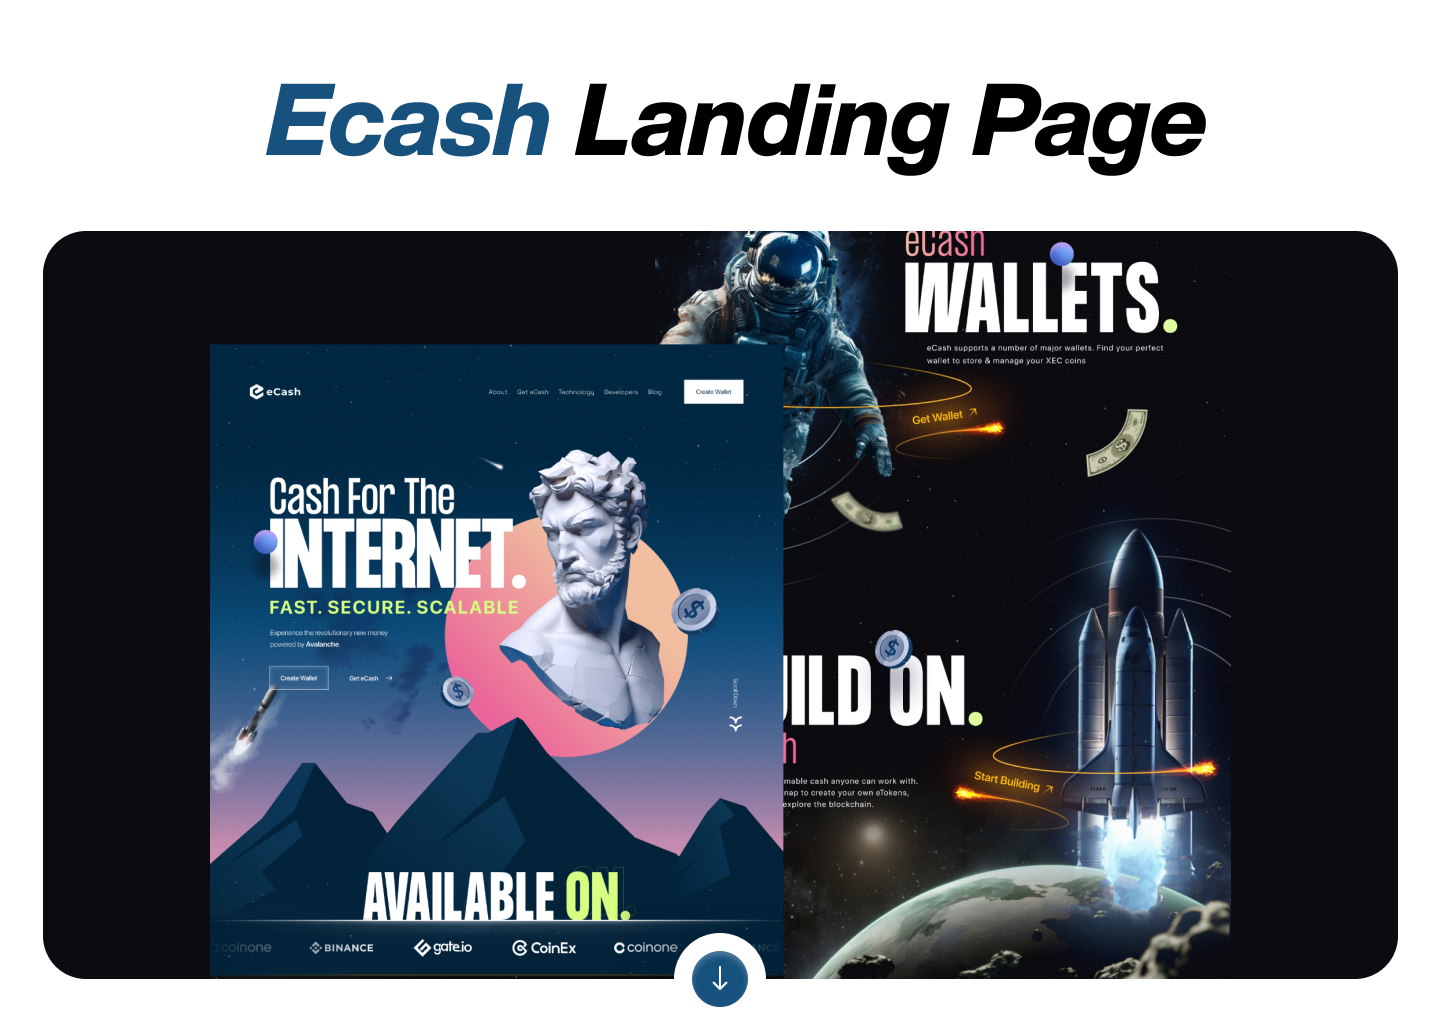 Ecash Landing Page
eCash
WALLETS.
eCash supports a number of major wallets. Find your perfect
wallet to store & manage your XEC coins
Get Wallet
eCash
About Get eCash Technology Developers Blog Create Wallet
Cash For The
INTERNET.
FAST. SECURE. SCALABLE
Experience the revolutionary new money
powered by Avalanche.
Create Wallet Get eCash
Scroll Down
ILD ON.
h
mable cash anyone can work with.
nap to create your own eTokens,
explore the blockchain.
Start Building
AVAILABLE ON.
coinone BINANCE gate.io CoinEx coinone